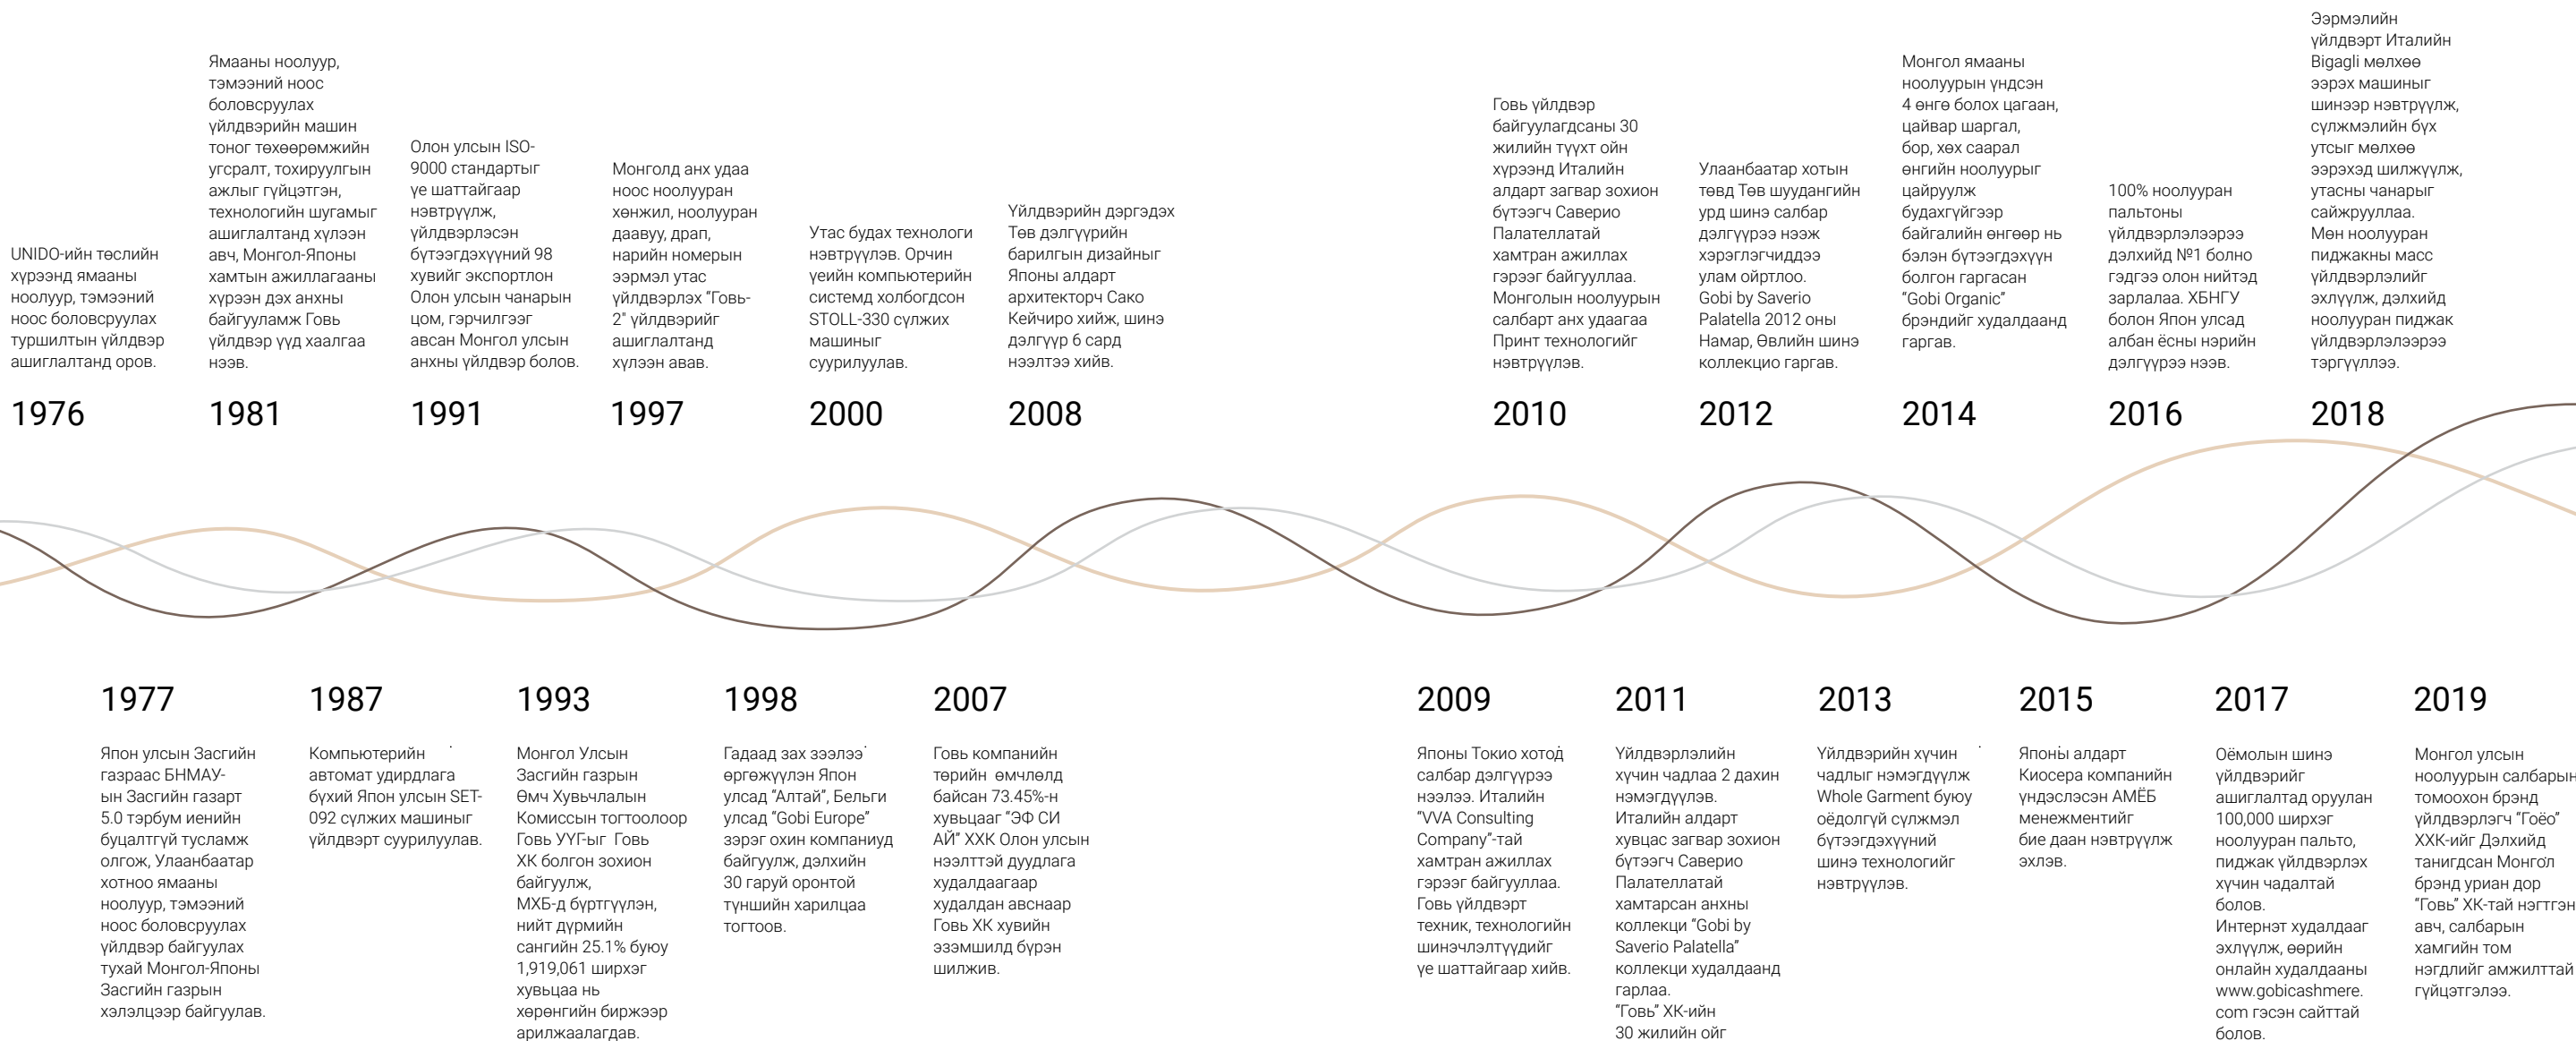 UNIDO-ийн төслийн
хүрээнд ямааны
ноолуур, тэмээний
ноос боловсруулах
туршилтын үйлдвэр
ашиглалтанд оров.
1976
Ямааны ноолуур,
тэмээний ноос
боловсруулах
үйлдвэрийн машин
тоног төхөөрөмжийн
угсралт, тохируулгын
ажлыг гүйцэтгэн,
технологийн шугамыг
ашиглалтанд хүлээн
авч, Монгол-Японы
хамтын ажиллагааны
хүрээн дэх анхны
байгууламж Говь
үйлдвэр үүд хаалгаа
нээв.
1981
Олон улсын ISO-
9000 стандартыг
үе шаттайгаар
нэвтрүүлж,
үйлдвэрлэсэн
бүтээгдэхүүний 98
хувийг экспортлон
Олон улсын чанарын
цом, гэрчилгээг
авсан Монгол улсын
анхны үйлдвэр болов.
1991
Монголд анх удаа
ноос ноолууран
хөнжил, ноолууран
даавуу, драп,
нарийн номерын
ээрмэл утас
үйлдвэрлэх “Говь-
2" үйлдвэрийг
ашиглалтанд
хүлээн авав.
1997
Утас будах технологи
нэвтрүүлэв. Орчин
үеийн компьютерийн
системд холбогдсон
STOLL-330 сүлжих
машиныг
суурилуулав.
2000
Үйлдвэрийн дэргэдэх
Төв дэлгүүрийн
барилгын дизайныг
Японы алдарт
архитекторч Сако
Кейчиро хийж, шинэ
дэлгүүр 6 сард
нээлтээ хийв.
2008
Говь үйлдвэр
байгуулагдсаны 30
жилийн түүхт ойн
хүрээнд Италийн
алдарт загвар зохион
бүтээгч Саверио
Палателлатай
хамтран ажиллах
гэрээг байгууллаа.
Монголын ноолуурын
салбарт анх удаагаа
Принт технологийг
нэвтрүүлэв.
2010
Улаанбаатар хотын
төвд Төв шуудангийн
урд шинэ салбар
дэлгүүрээ нээж
хэрэглэгчиддээ
улам ойртлоо.
Gobi by Saverio
Palatella 2012 оны
Намар, Өвлийн шинэ
коллекцио гаргав.
2012
Монгол ямааны
ноолуурын үндсэн
4 өнгө болох цагаан,
цайвар шаргал,
бор, хөх саарал
өнгийн ноолуурыг
цайруулж
будахгүйгээр
байгалийн өнгөөр нь
бэлэн бүтээгдэхүүн
болгон гаргасан
“Gobi Organic”
брэндийг худалдаанд
гаргав.
2014
100% ноолууран
пальтоны
үйлдвэрлэлээрээ
дэлхийд №1 болно
гэдгээ олон нийтэд
зарлалаа. ХБНГУ
болон Япон улсад
албан ёсны нэрийн
дэлгүүрээ нээв.
2016
Ээрмэлийн
үйлдвэрт Италийн
Bigagli мөлхөө
ээрэх машиныг
шинээр нэвтрүүлж,
сүлжмэлийн бүх
утсыг мөлхөө
ээрэхэд шилжүүлж,
утасны чанарыг
сайжрууллаа.
Мөн ноолууран
пиджакны масс
үйлдвэрлэлийг
эхлүүлж, дэлхийд
ноолууран пиджак
үйлдвэрлэлээрээ
тэргүүллээ.
2018
1977
Япон улсын Засгийн
газраас БНМАУ-
ын Засгийн газарт
5.0 тэрбум иенийн
буцалтгүй тусламж
олгож, Улаанбаатар
хотноо ямааны
ноолуур, тэмээний
ноос боловсруулах
үйлдвэр байгуулах
тухай Монгол-Японы
Засгийн газрын
хэлэлцээр байгуулав.
1987
Компьютерийн
автомат удирдлага
бүхий Япон улсын SET-
092 сүлжих машиныг
үйлдвэрт суурилуулав.
1993
Монгол Улсын
Засгийн газрын
Өмч Хувьчлалын
Комиссын тогтоолоор
Говь УҮГ-ыг Говь
ХК болгон зохион
байгуулж,
МХБ-д бүртгүүлэн,
нийт дүрмийн
сангийн 25.1% буюу
1,919,061 ширхэг
хувьцаа нь
хөрөнгийн биржээр
арилжаалагдав.
1998
Гадаад зах зээлээ
өргөжүүлэн Япон
улсад “Алтай”, Бельги
улсад “Gobi Europe”
зэрэг охин компаниуд
байгуулж, дэлхийн
30 гаруй оронтой
түншийн харилцаа
тогтоов.
2007
Говь компанийн
төрийн өмчлөлд
байсан 73.45%-н
хувьцааг “ЭФ СИ
АЙ” ХХК Олон улсын
нээлттэй дуудлага
худалдаагаар
худалдан авснаар
Говь ХК хувийн
эзэмшилд бүрэн
шилжив.
2009
Японы Токио хотод
салбар дэлгүүрээ
нээлээ. Италийн
“VVA Consulting
Company”-тай
хамтран ажиллах
гэрээг байгууллаа.
Говь үйлдвэрт
техник, технологийн
шинэчлэлтүүдийг
үе шаттайгаар хийв.
2011
Үйлдвэрлэлийн
хүчин чадлаа 2 дахин
нэмэгдүүлэв.
Италийн алдарт
хувцас загвар зохион
бүтээгч Саверио
Палателлатай
хамтарсан анхны
коллекци “Gobi by
Saverio Palatella”
коллекци худалдаанд
гарлаа.
“Говь” ХК-ийн
30 жилийн ойг
2013
Үйлдвэрийн хүчин
чадлыг нэмэгдүүлж
Whole Garment буюу
оёдолгүй сүлжмэл
бүтээгдэхүүний
шинэ технологийг
нэвтрүүлэв.
2015
Японы алдарт
Киосера компанийн
үндэслэсэн АМЁБ
менежментийг
бие даан нэвтрүүлж
эхлэв.
2017
Оёмолын шинэ
үйлдвэрийг
ашиглалтад оруулан
100,000 ширхэг
ноолууран пальто,
пиджак үйлдвэрлэх
хүчин чадалтай
болов.
Интернэт худалдааг
эхлүүлж, өөрийн
онлайн худалдааны
www.gobicashmere.
com гэсэн сайттай
болов.
2019
Монгол улсын
ноолуурын салбарын
томоохон брэнд
үйлдвэрлэгч “Гоёо”
ХХК-ийг Дэлхийд
танигдсан Монгол
брэнд уриан дор
“Говь” ХК-тай нэгтгэн
авч, салбарын
хамгийн том
нэгдлийг амжилттай
гүйцэтгэлээ.